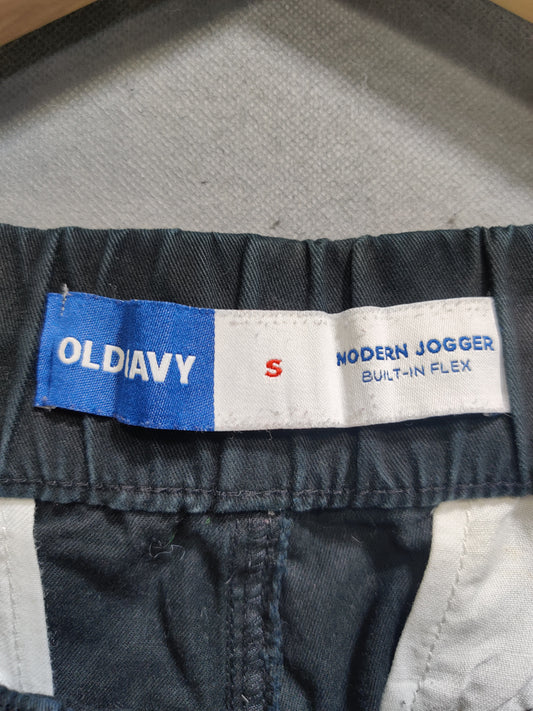 OLD NAVY
S
MODERN JOGGER
BUILT-IN FLEX